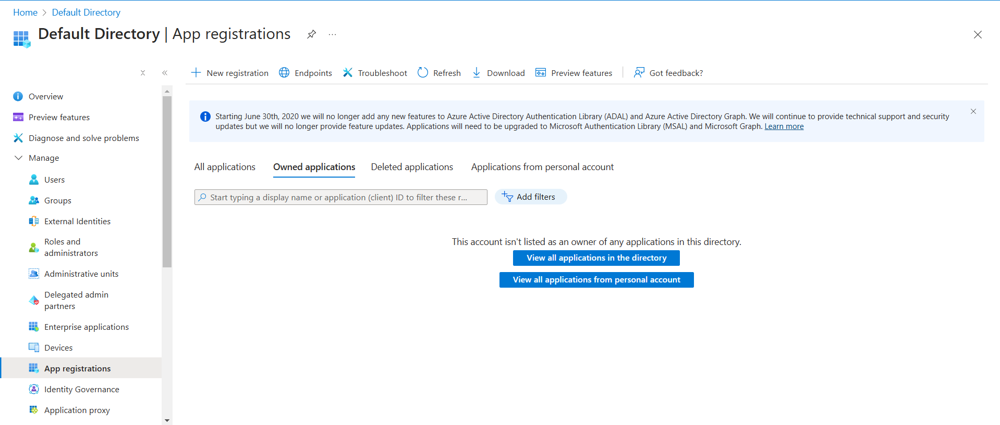 Home > Default Directory
Default Directory | App registrations
New registration Endpoints Troubleshoot Refresh Download Preview features Got feedback?
Overview
Preview features
Diagnose and solve problems
Manage
Users
Groups
External Identities
Roles and
administrators
Administrative units
Delegated admin
partners
Enterprise applications
Devices
App registrations
Identity Governance
Application proxy
Starting June 30th, 2020 we will no longer add any new features to Azure Active Directory Authentication Library (ADAL) and Azure Active Directory Graph. We will continue to provide technical support and security
updates but we will no longer provide feature updates. Applications will need to be upgraded to Microsoft Authentication Library (MSAL) and Microsoft Graph. Learn more
All applications Owned applications Deleted applications Applications from personal account
Start typing a display name or application (client) ID to filter these r... Add filters
This account isn't listed as an owner of any applications in this directory.
View all applications in the directory
View all applications from personal account